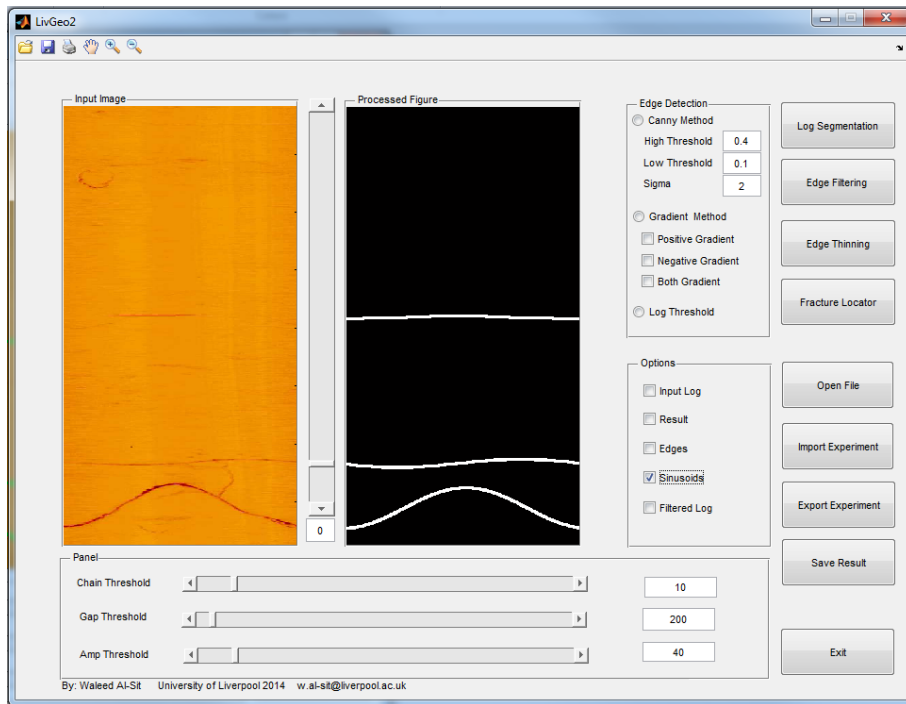 LivGeo2
Input Image
Processed Figure
0
Edge Detection
Canny Method
High Threshold 0.4
Low Threshold 0.1
Sigma 2
Gradient Method
Positive Gradient
Negative Gradient
Both Gradient
Log Threshold
Options
Input Log
Result
Edges
Sinusoids
Filtered Log
Log Segmentation
Edge Filtering
Edge Thinning
Fracture Locator
Open File
Import Experiment
Export Experiment
Save Result
Exit
Panel
Chain Threshold 10
Gap Threshold 200
Amp Threshold 40
By: Waleed Al-Sit University of Liverpool 2014 w.al-sit@liverpool.ac.uk